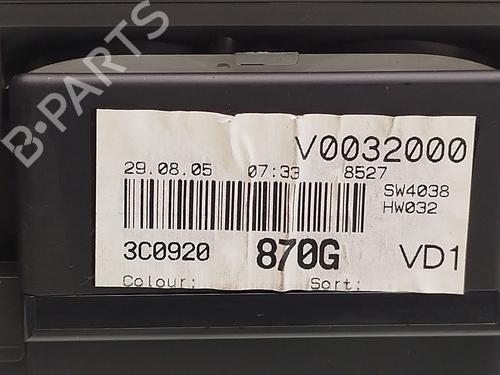 B-PARTS
V0032000
29.08.05 07:33 8527
SW4038
HW032
3C0920 870G VD1
Colour: Sort: